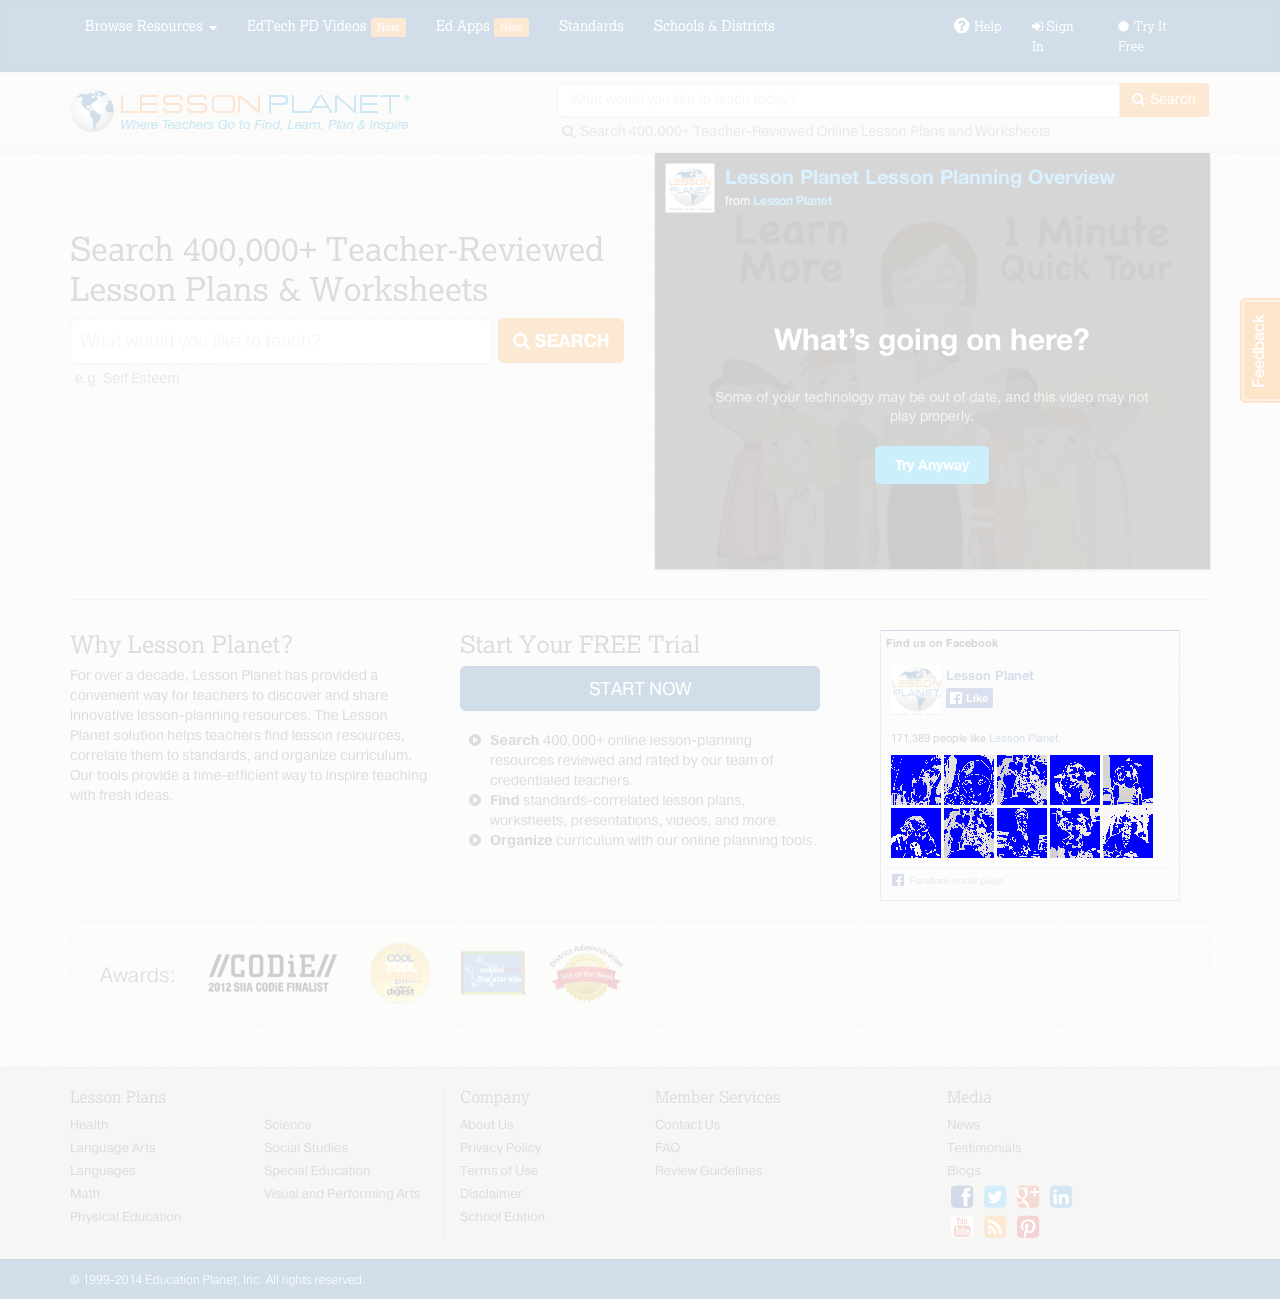 Browse Resources
EdTech PD Videos New
Ed Apps New
Standards
Schools & Districts
Help
Sign In
Try It Free
LESSON PLANET®
Where Teachers Go to Find, Learn, Plan & Inspire
What would you like to teach today?
Search
Search 400,000+ Teacher-Reviewed Online Lesson Plans and Worksheets
Search 400,000+ Teacher-Reviewed
Lesson Plans & Worksheets
What would you like to teach?
SEARCH
e.g. Self Esteem
LESSON PLANET
Lesson Planet Lesson Planning Overview
from Lesson Planet
Learn More
1 Minute Quick Tour
What's going on here?
Some of your technology may be out of date, and this video may not
play properly.
Try Anyway
Feedback
Why Lesson Planet?
For over a decade, Lesson Planet has provided a
convenient way for teachers to discover and share
innovative lesson-planning resources. The Lesson
Planet solution helps teachers find lesson resources,
correlate them to standards, and organize curriculum.
Our tools provide a time-efficient way to inspire teaching
with fresh ideas.
Start Your FREE Trial
START NOW
Search 400,000+ online lesson-planning
resources reviewed and rated by our team of
credentialed teachers.
Find standards-correlated lesson plans,
worksheets, presentations, videos, and more.
Organize curriculum with our online planning tools.
Find us on Facebook
LESSON PLANET
Lesson Planet
Like
171,389 people like Lesson Planet.
Facebook social plugin
Awards:
//CODiE//
2012 SIIA CODiE FINALIST
COOL TOOL
digest
school
five star site
District Administration
Site of the Week
Lesson Plans
Health
Language Arts
Languages
Math
Physical Education
Science
Social Studies
Special Education
Visual and Performing Arts
Company
About Us
Privacy Policy
Terms of Use
Disclaimer
School Edition
Member Services
Contact Us
FAQ
Review Guidelines
Media
News
Testimonials
Blogs
You Tube
© 1999-2014 Education Planet, Inc. All rights reserved.